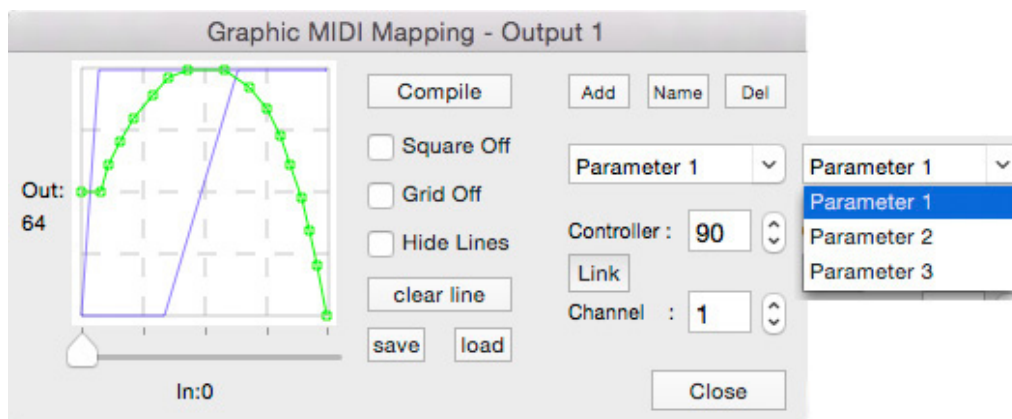 Graphic MIDI Mapping - Output 1
Compile
Add
Name
Del
Square Off
Parameter 1
Parameter 1
Parameter 1
Parameter 2
Parameter 3
Out:
64
Grid Off
Hide Lines
Controller :
90
Link
clear line
Channel :
1
save
load
In:0
Close